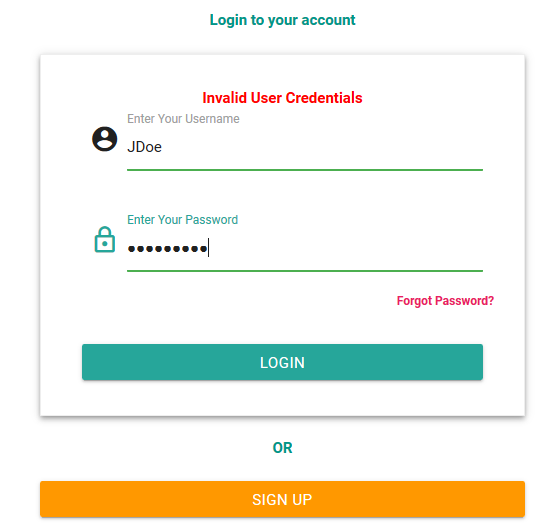 Login to your account
Invalid User Credentials
Enter Your Username
JDoe
Enter Your Password
•••••••••
Forgot Password?
LOGIN
OR
SIGN UP